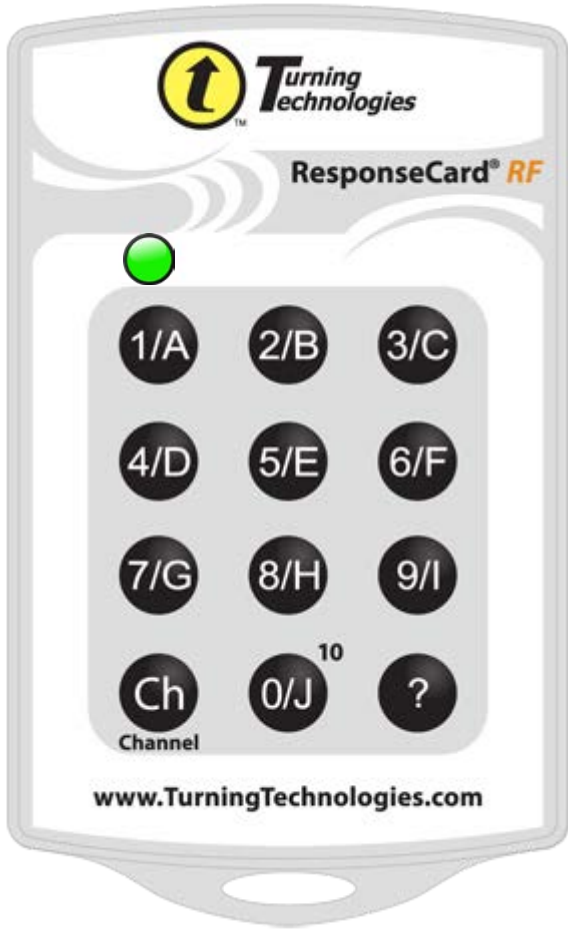 Turning
Technologies
TM
ResponseCard® RF
1/A 2/B 3/C
4/D 5/E 6/F
7/G 8/H 9/I
10
Ch 0/J ?
Channel
www.TurningTechnologies.com